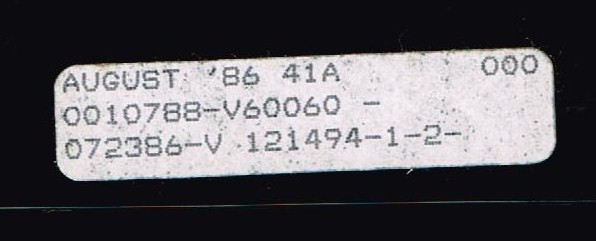 AUGUST '86 41A 000
0010788-V60060 -
072386-V 121494-1-2-